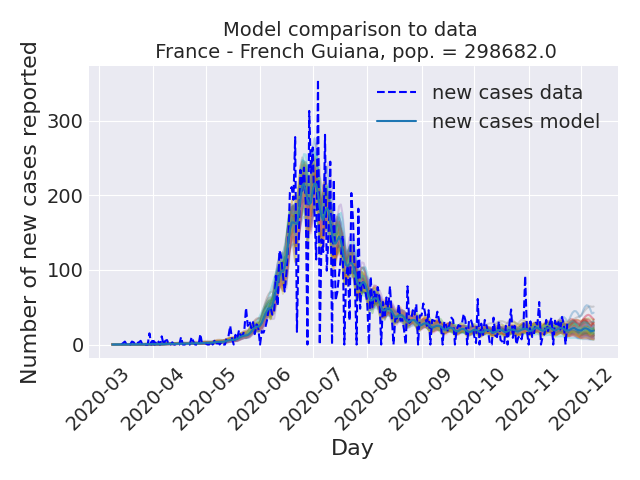 Model comparison to data
France - French Guiana, pop. = 298682.0
Number of new cases reported
300
200
100
0
new cases data
new cases model
2020-03
2020-04
2020-05
2020-06
2020-07
2020-08
2020-09
2020-10
2020-11
2020-12
Day